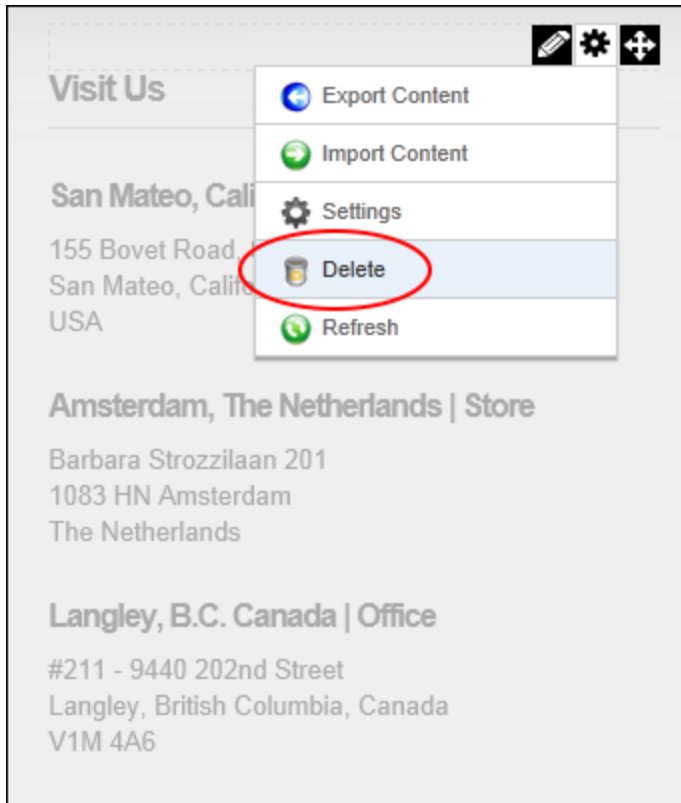 Visit Us
Export Content
Import Content
Settings
Delete
Refresh
San Mateo, Cali
155 Bovet Road,
San Mateo, Califo
USA
Amsterdam, The Netherlands | Store
Barbara Strozzilaan 201
1083 HN Amsterdam
The Netherlands
Langley, B.C. Canada | Office
#211 - 9440 202nd Street
Langley, British Columbia, Canada
V1M 4A6